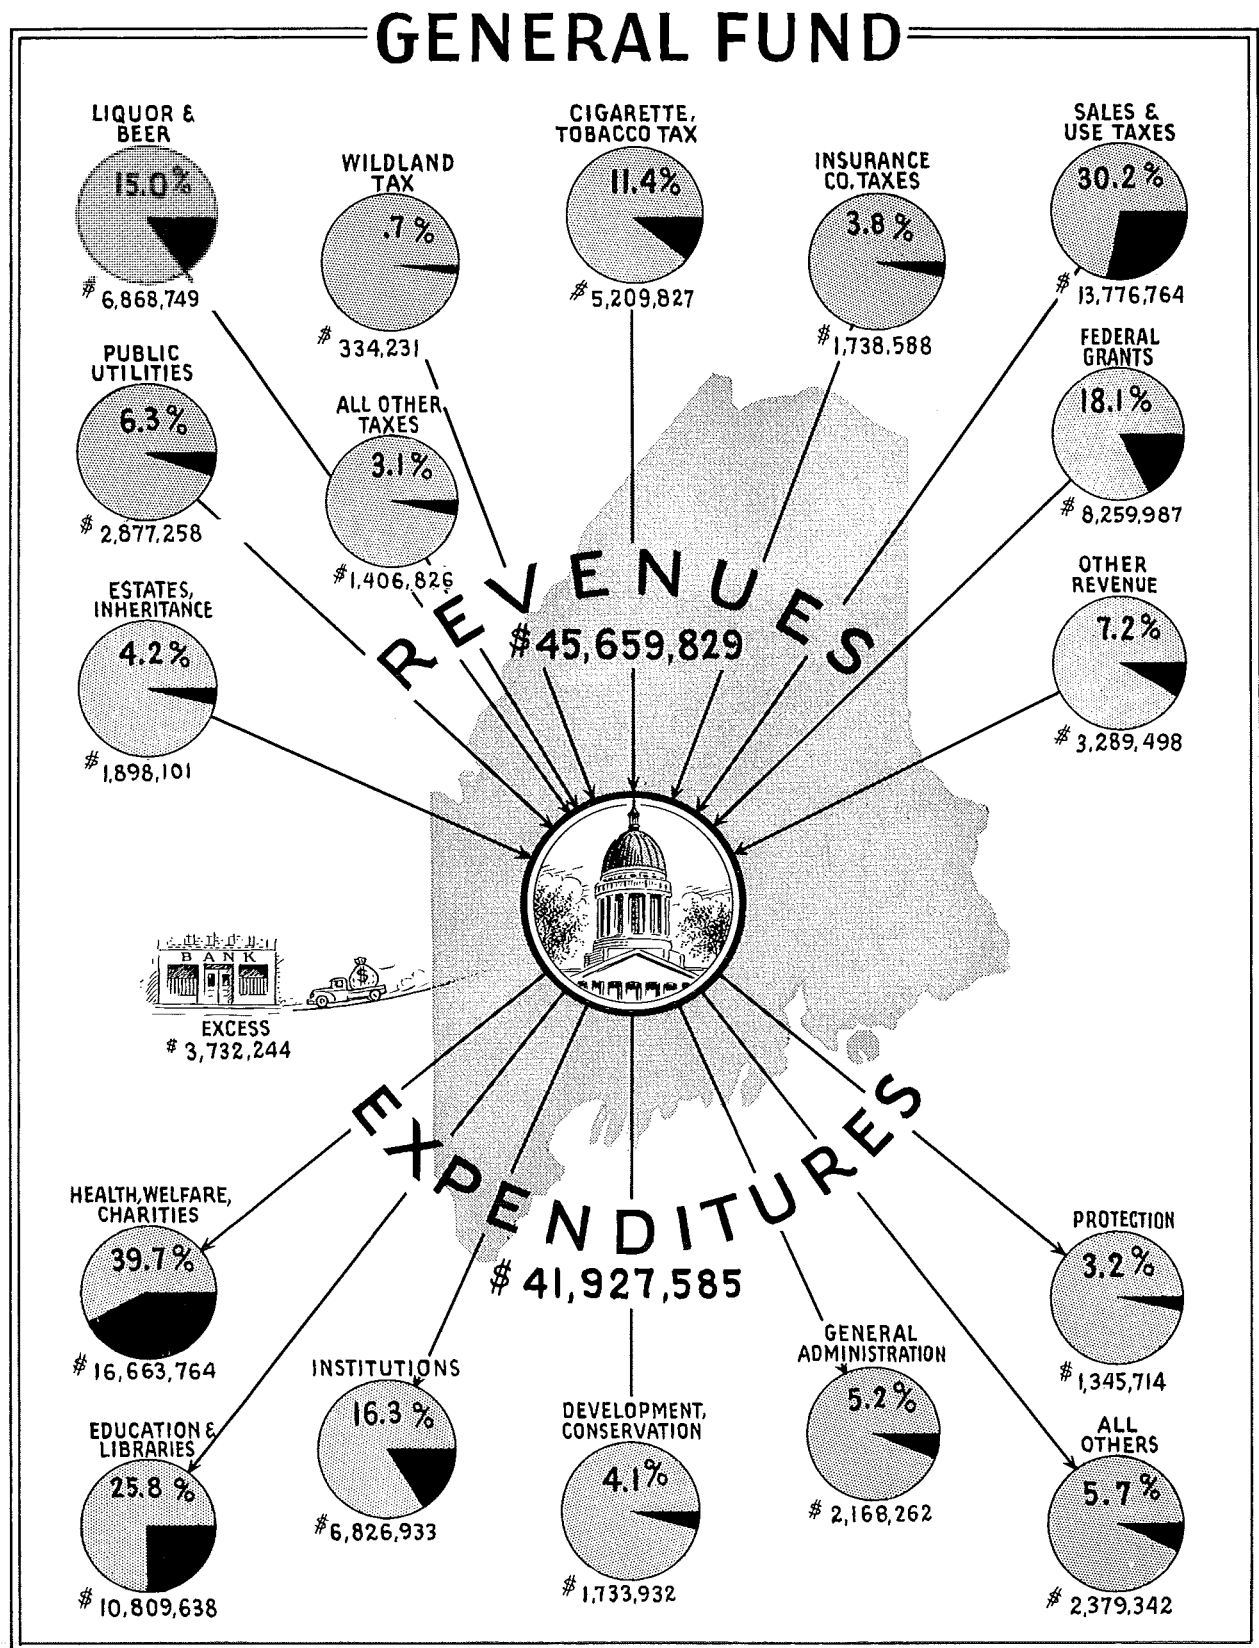 GENERAL FUND
LIQUOR &
BEER
15.0%
$ 6,868,749
WILDLAND
TAX
.7%
$ 334,231
CIGARETTE,
TOBACCO TAX
11.4%
$ 5,209,827
INSURANCE
CO. TAXES
3.8%
$ 1,738.588
SALES &
USE TAXES
30.2%
$ 13,776,764
PUBLIC
UTILITIES
6.3%
$ 2,877,258
ALL OTHER
TAXES
3.1%
$ 1,406,826
FEDERAL
GRANTS
18.1%
$ 8,259,987
ESTATES,
INHERITANCE
4.2%
$ 1,898,101
OTHER
REVENUE
7.2%
$ 3,289,498
REVENUES
$ 45,659,829
BANK
$
EXCESS
$ 3,732,244
EXPENDITURES
$ 41,927,585
HEALTH, WELFARE,
CHARITIES
39.7%
$ 16,663,764
EDUCATION &
LIBRARIES
25.8 %
$ 10,809,638
INSTITUTIONS
16.3 %
$ 6,826,933
DEVELOPMENT,
CONSERVATION
4.1%
$ 1,733,932
GENERAL
ADMINISTRATION
5.2%
$ 2,168,262
PROTECTION
3.2%
$ 1,345,714
ALL
OTHERS
5.7%
$ 2,379,342